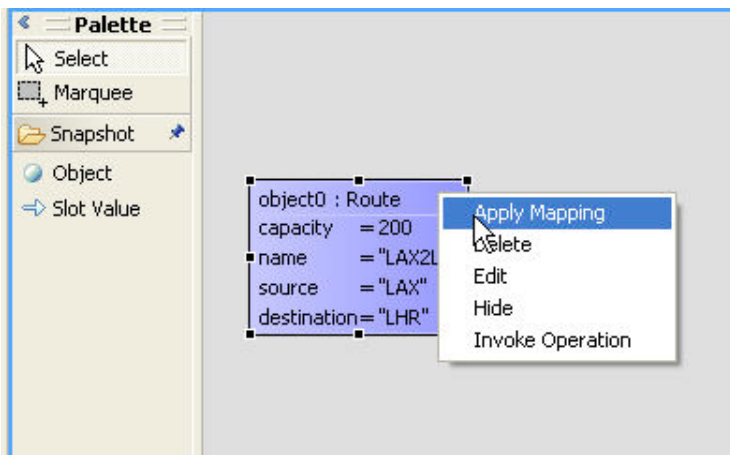 Palette
Select
Marquee
Snapshot
Object
Slot Value
object0 : Route
capacity = 200
name = "LAX2L
source = "LAX"
destination= "LHR"
Apply Mapping
Delete
Edit
Hide
Invoke Operation